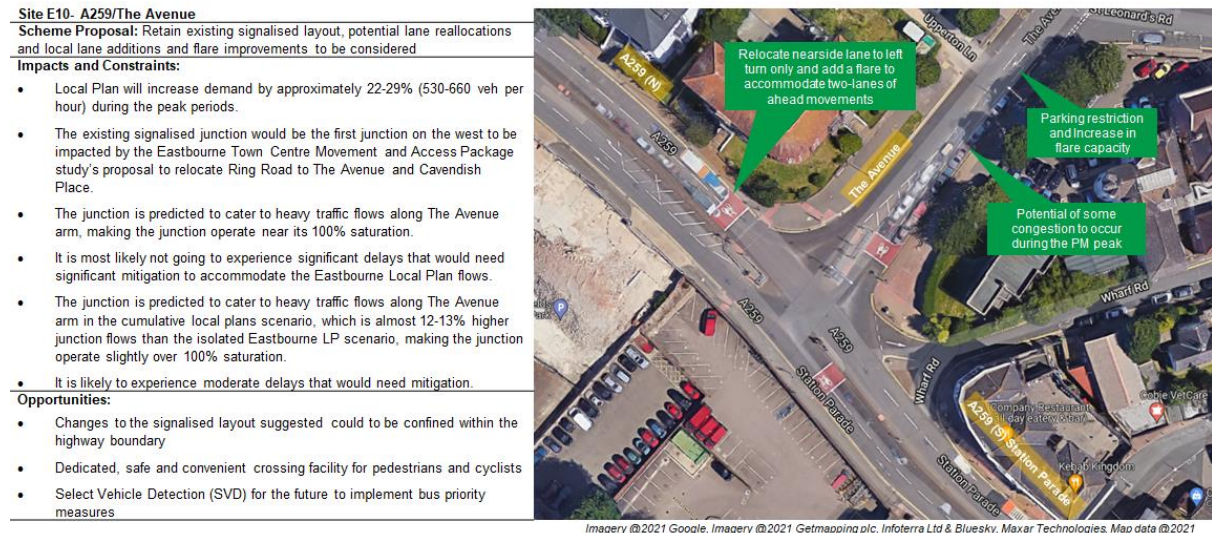 Site E10- A259/The Avenue
Scheme Proposal: Retain existing signalised layout, potential lane reallocations
and local lane additions and flare improvements to be considered
Impacts and Constraints:
• Local Plan will increase demand by approximately 22-29% (530-660 veh per
hour) during the peak periods.
• The existing signalised junction would be the first junction on the west to be
impacted by the Eastbourne Town Centre Movement and Access Package
study's proposal to relocate Ring Road to The Avenue and Cavendish
Place.
• The junction is predicted to cater to heavy traffic flows along The Avenue
arm, making the junction operate near its 100% saturation.
• It is most likely not going to experience significant delays that would need
significant mitigation to accommodate the Eastbourne Local Plan flows.
• The junction is predicted to cater to heavy traffic flows along The Avenue
arm in the cumulative local plans scenario, which is almost 12-13% higher
junction flows than the isolated Eastbourne LP scenario, making the junction
operate slightly over 100% saturation.
• It is likely to experience moderate delays that would need mitigation.
Opportunities:
• Changes to the signalised layout suggested could to be confined within the
highway boundary
• Dedicated, safe and convenient crossing facility for pedestrians and cyclists
• Select Vehicle Detection (SVD) for the future to implement bus priority
measures
A259 (N)
Relocate nearside lane to left
turn only and add a flare to
accommodate two-lanes of
ahead movements
Upperton Ln
The Ave
St Leonard's Rd
Parking restriction
and Increase in
flare capacity
A259
The Avenue
Potential of some
congestion to occur
during the PM peak
Wharf Rd
A259
A259
Station Parade
Wharf Rd
Company Restaurant
Cobie VetCare
A259 (S) Station Parade
Kebab Kingdom
Station Parade
Imagery @2021 Google, Imagery @2021 Getmapping plc, Infoterra Ltd & Bluesky, Maxar Technologies, Map data @2021